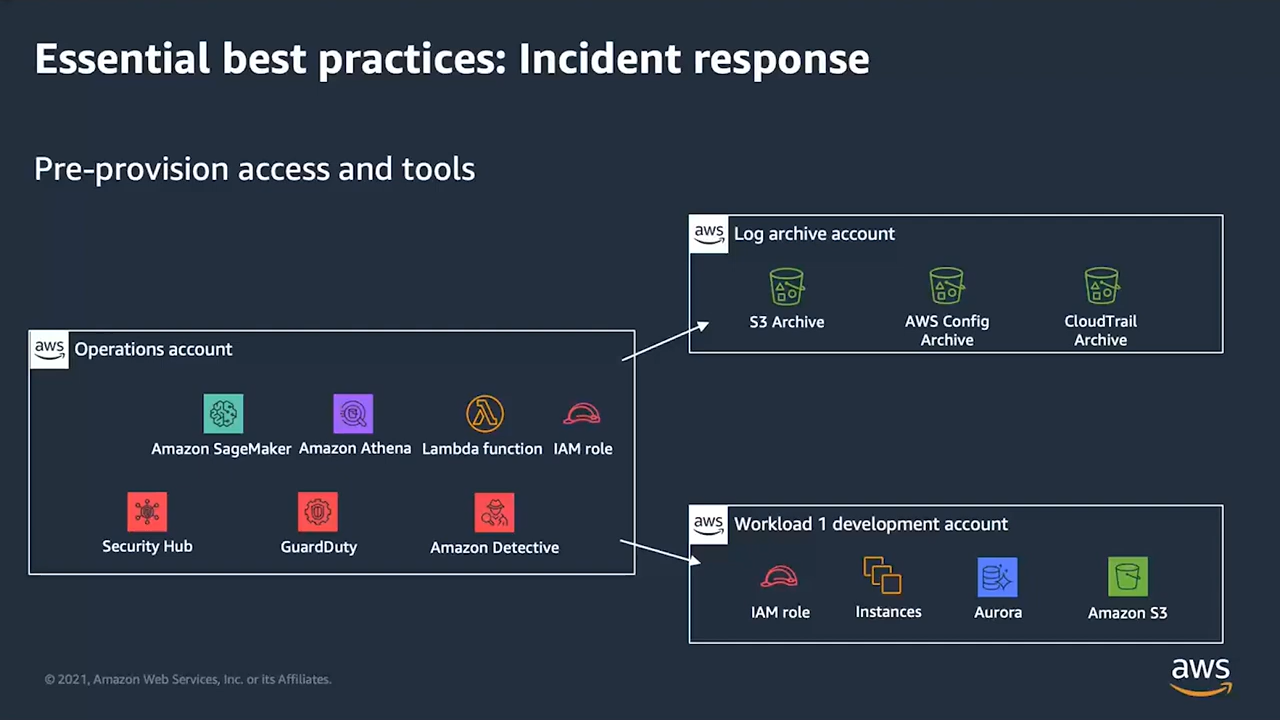 Essential best practices: Incident response
Pre-provision access and tools
aws
Log archive account
S3 Archive
AWS Config
Archive
CloudTrail
Archive
aws
Operations account
Amazon SageMaker
Amazon Athena
Lambda function
IAM role
Security Hub
GuardDuty
Amazon Detective
aws
Workload 1 development account
IAM role
Instances
Aurora
Amazon S3
© 2021, Amazon Web Services, Inc. or its Affiliates.
aws